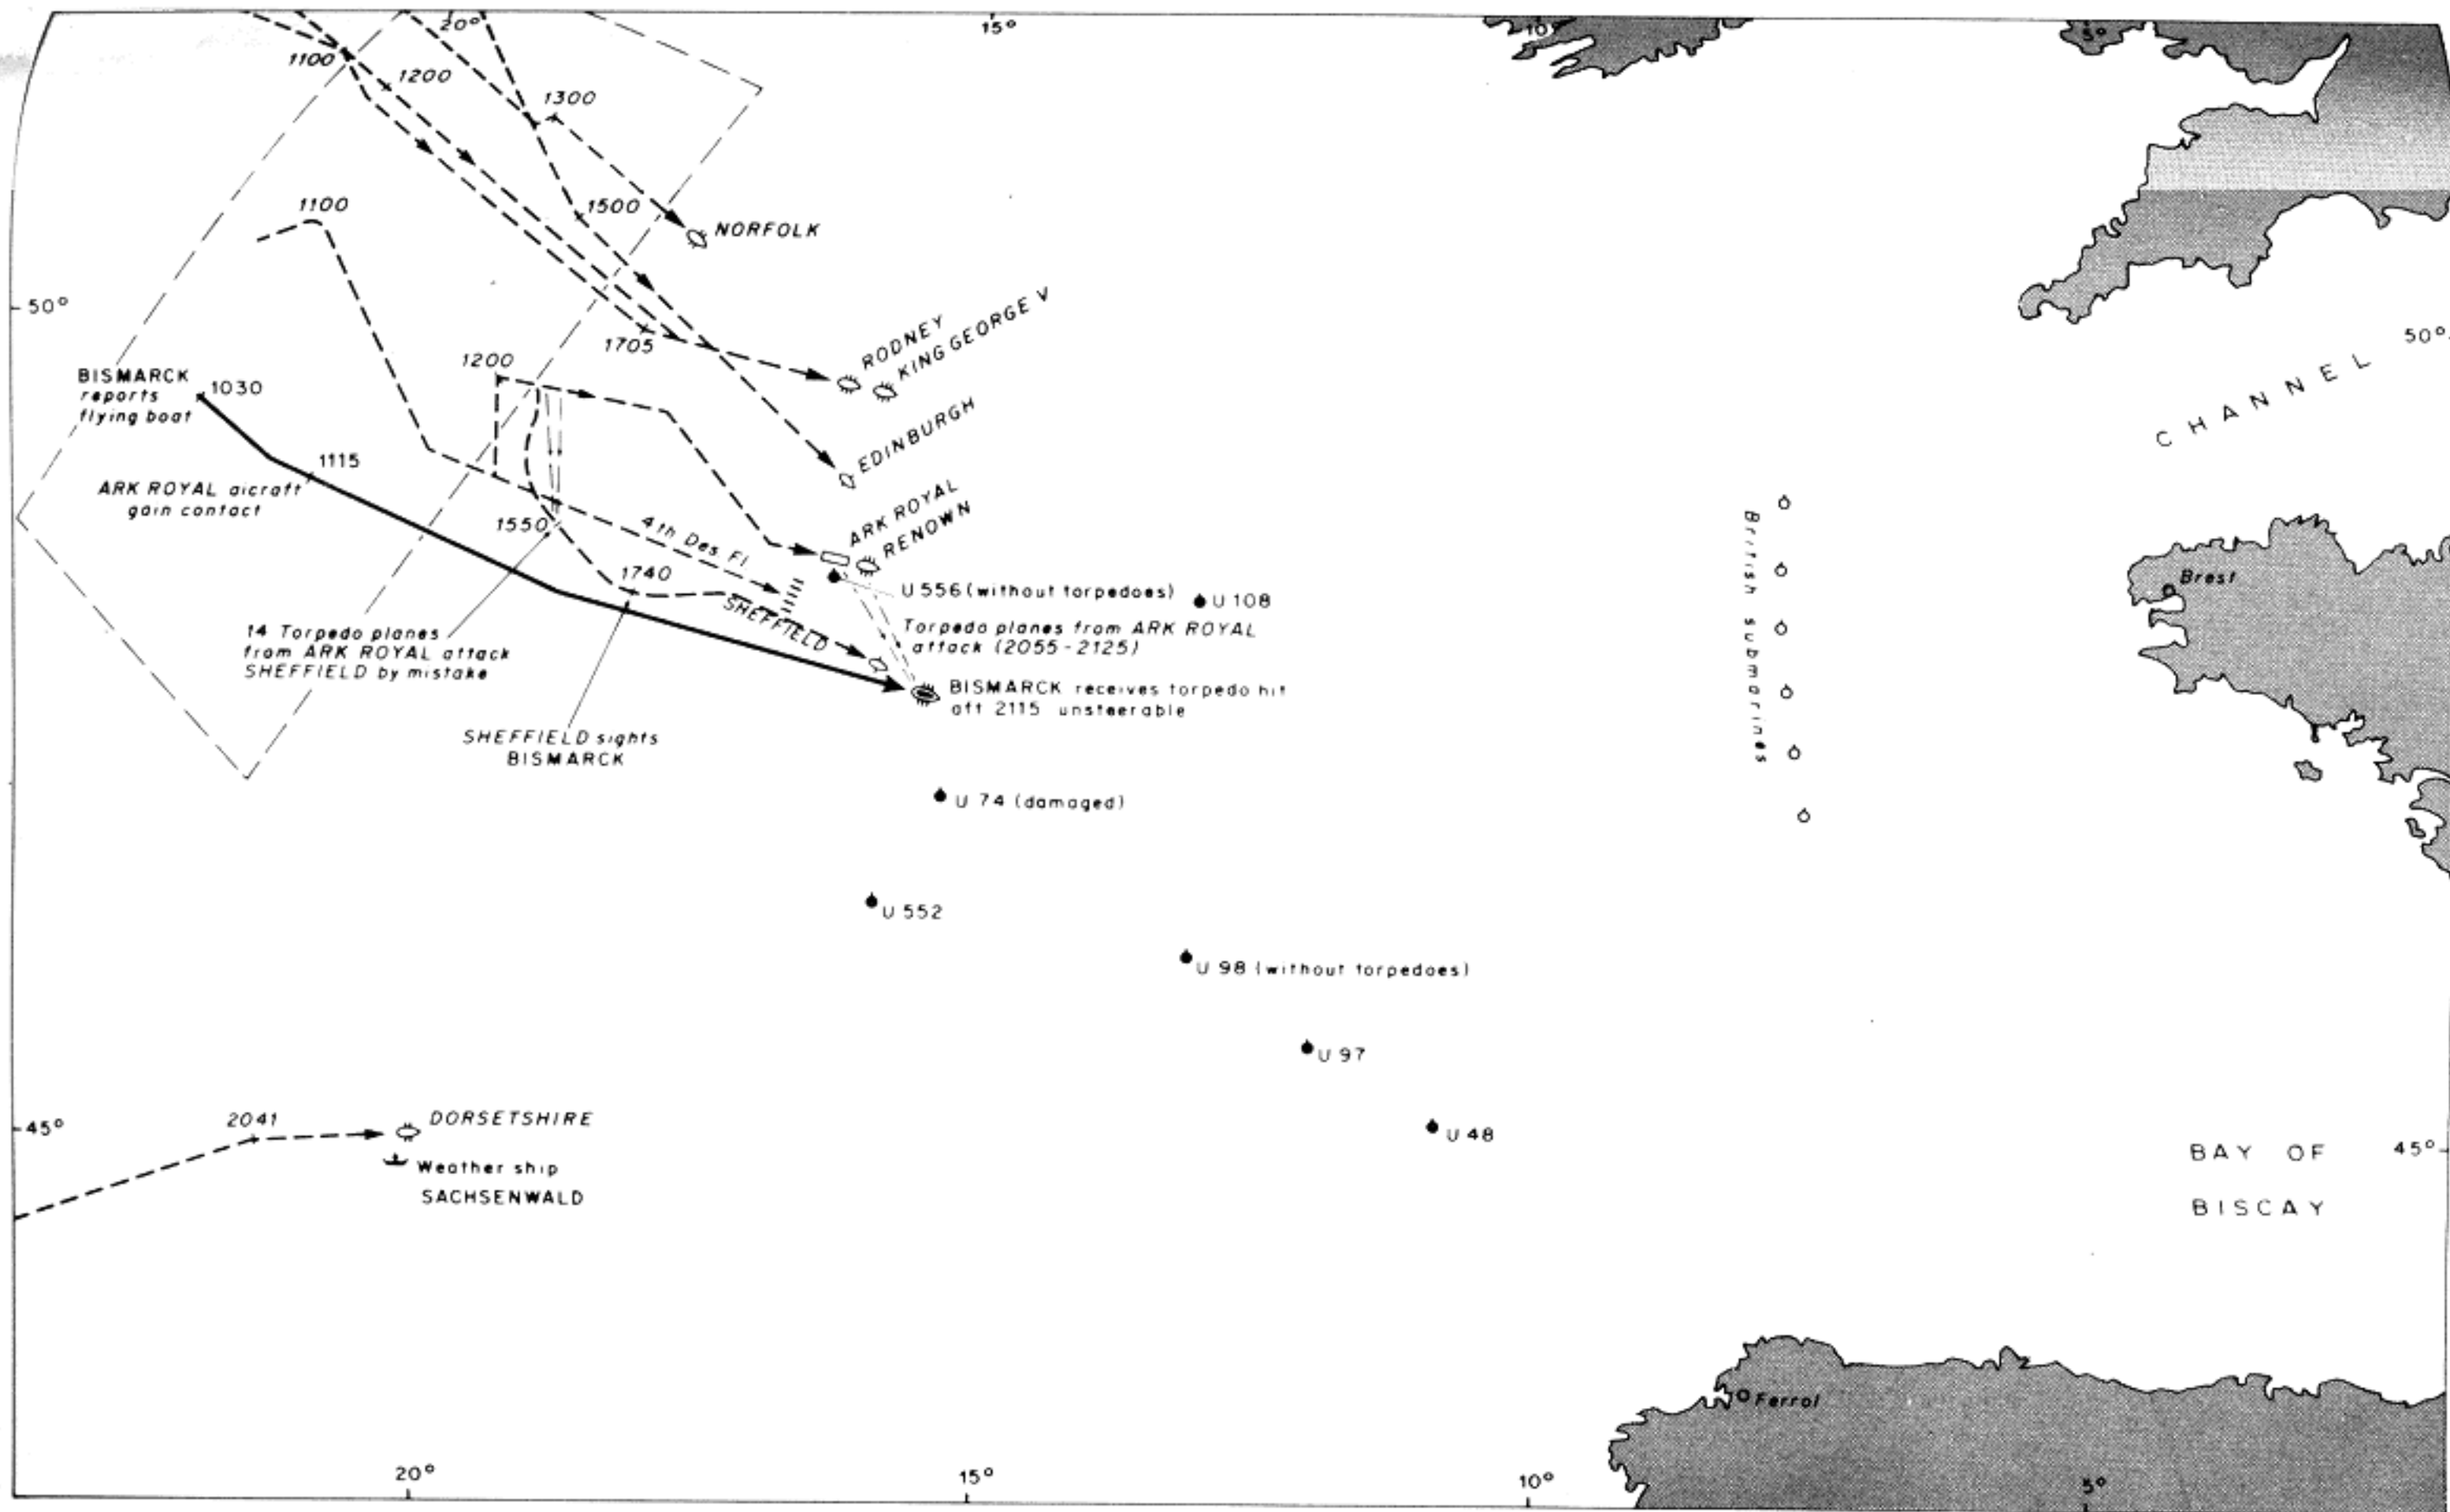 20°
15°
10°
5°
1100
1200
1300
1100
1500
NORFOLK
50°
1705
RODNEY
KING GEORGE V
50°
CHANNEL
1200
BISMARCK
reports
flying boat
1030
EDINBURGH
1115
ARK ROYAL aicraft
gain contact
1550
4th Des Fl
ARK ROYAL
RENOWN
British submarines
Brest
1740
SHEFFIELD
U 556 (without torpedoes)
U 108
Torpedo planes from ARK ROYAL
attack (2055-2125)
14 Torpedo planes
from ARK ROYAL attack
SHEFFIELD by mistake
BISMARCK receives torpedo hit
aft 2115 unsteerable
SHEFFIELD sights
BISMARCK
U 74 (damaged)
U 552
U 98 (without torpedoes)
U 97
2041
DORSETSHIRE
45°
U 48
Weather ship
SACHSENWALD
BAY OF
BISCAY
45°
Ferrol
20°
15°
10°
5°